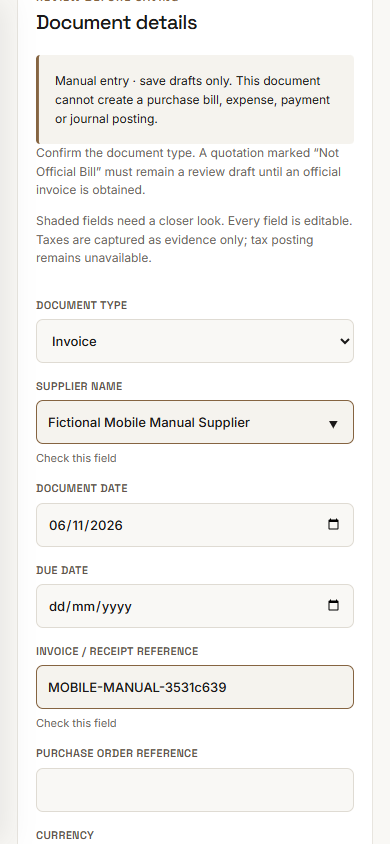 Document details
Manual entry · save drafts only. This document
cannot create a purchase bill, expense, payment
or journal posting.
Confirm the document type. A quotation marked “Not
Official Bill” must remain a review draft until an official
invoice is obtained.
Shaded fields need a closer look. Every field is editable.
Taxes are captured as evidence only; tax posting
remains unavailable.
DOCUMENT TYPE
Invoice
SUPPLIER NAME
Fictional Mobile Manual Supplier
Check this field
DOCUMENT DATE
06/11/2026
DUE DATE
dd/mm/yyyy
INVOICE / RECEIPT REFERENCE
MOBILE-MANUAL-3531c639
Check this field
PURCHASE ORDER REFERENCE
CURRENCY